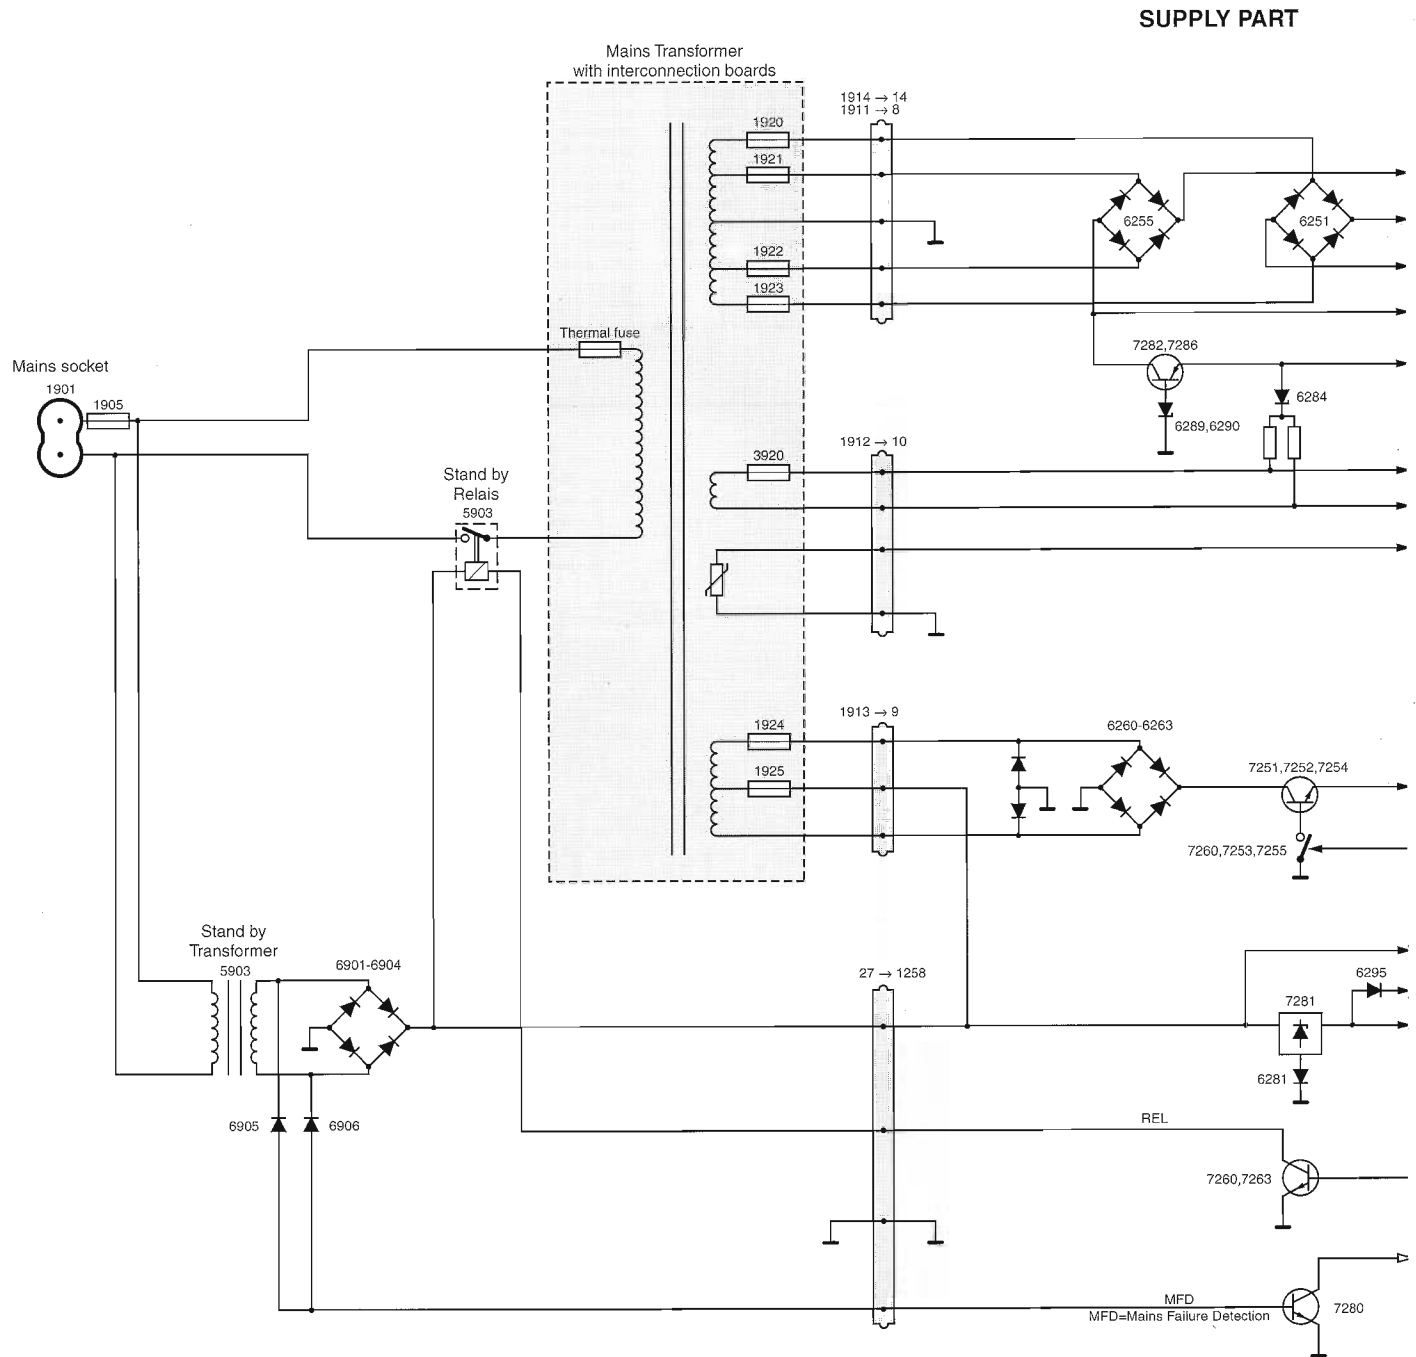 SUPPLY PART
Mains Transformer
with interconnection boards
1914 → 14
1911 → 8
1920
1921
6255
6251
1922
1923
Thermal fuse
7282,7286
Mains socket
1901
1905
6284
6289,6290
1912 → 10
3920
Stand by
Relais
5903
1913 → 9
1924
6260-6263
1925
7251,7252,7254
7260,7253,7255
Stand by
Transformer
5903
6901-6904
27 → 1258
6295
7281
6281
6905
6906
REL
7260,7263
MFD
MFD=Mains Failure Detection
7280